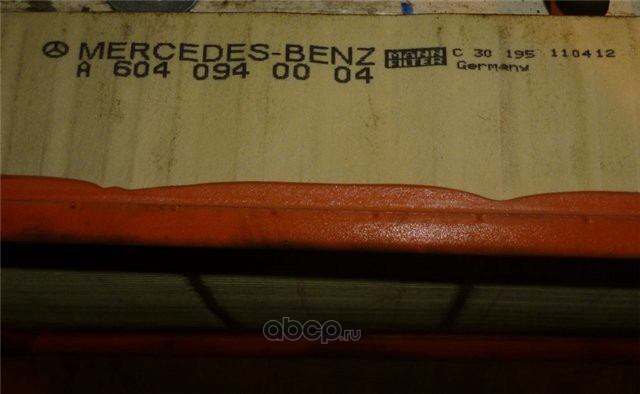 MERCEDES-BENZ MANN FILTER C 30 195 110412
A 604 094 00 04 Germany
abcp.ru